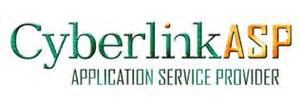 CyberlinkASP
APPLICATION SERVICE PROVIDER